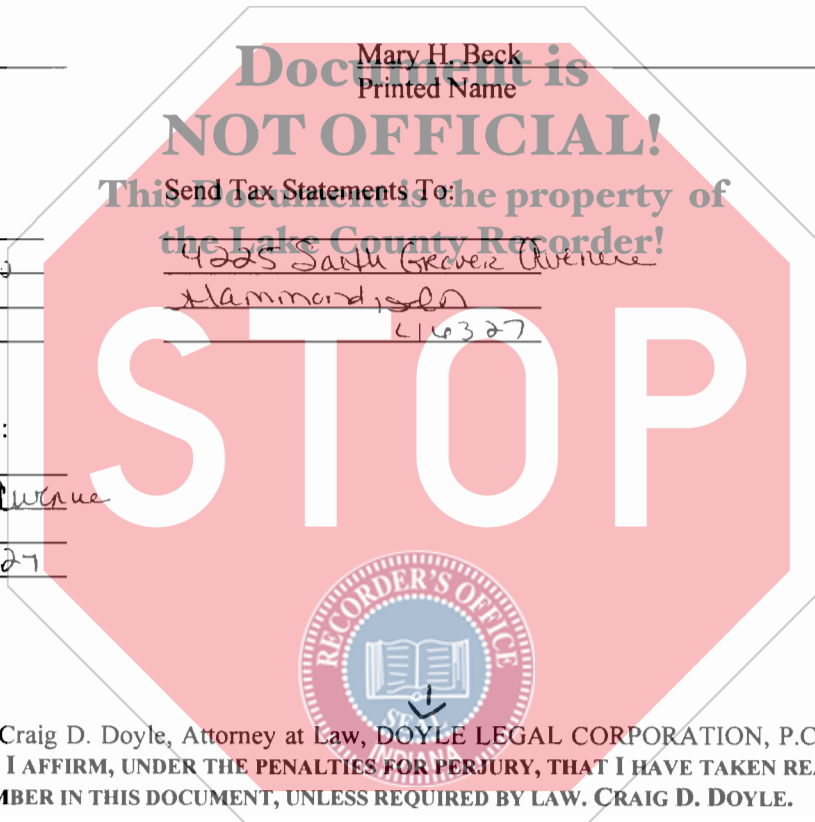 Mary H. Beck
Document is
Printed Name
NOT OFFICIAL!
Send Tax Statements To:
This Document is the property of
the Lake County Recorder!
4225 South Grover Avenue
Hammond, IN
46327
STOP
:
Avenue
27
RECORDER'S OFFICE
SEAL
INDIANA
Craig D. Doyle, Attorney at Law, DOYLE LEGAL CORPORATION, P.C
I AFFIRM, UNDER THE PENALTIES FOR PERJURY, THAT I HAVE TAKEN REA
MBER IN THIS DOCUMENT, UNLESS REQUIRED BY LAW. CRAIG D. DOYLE.